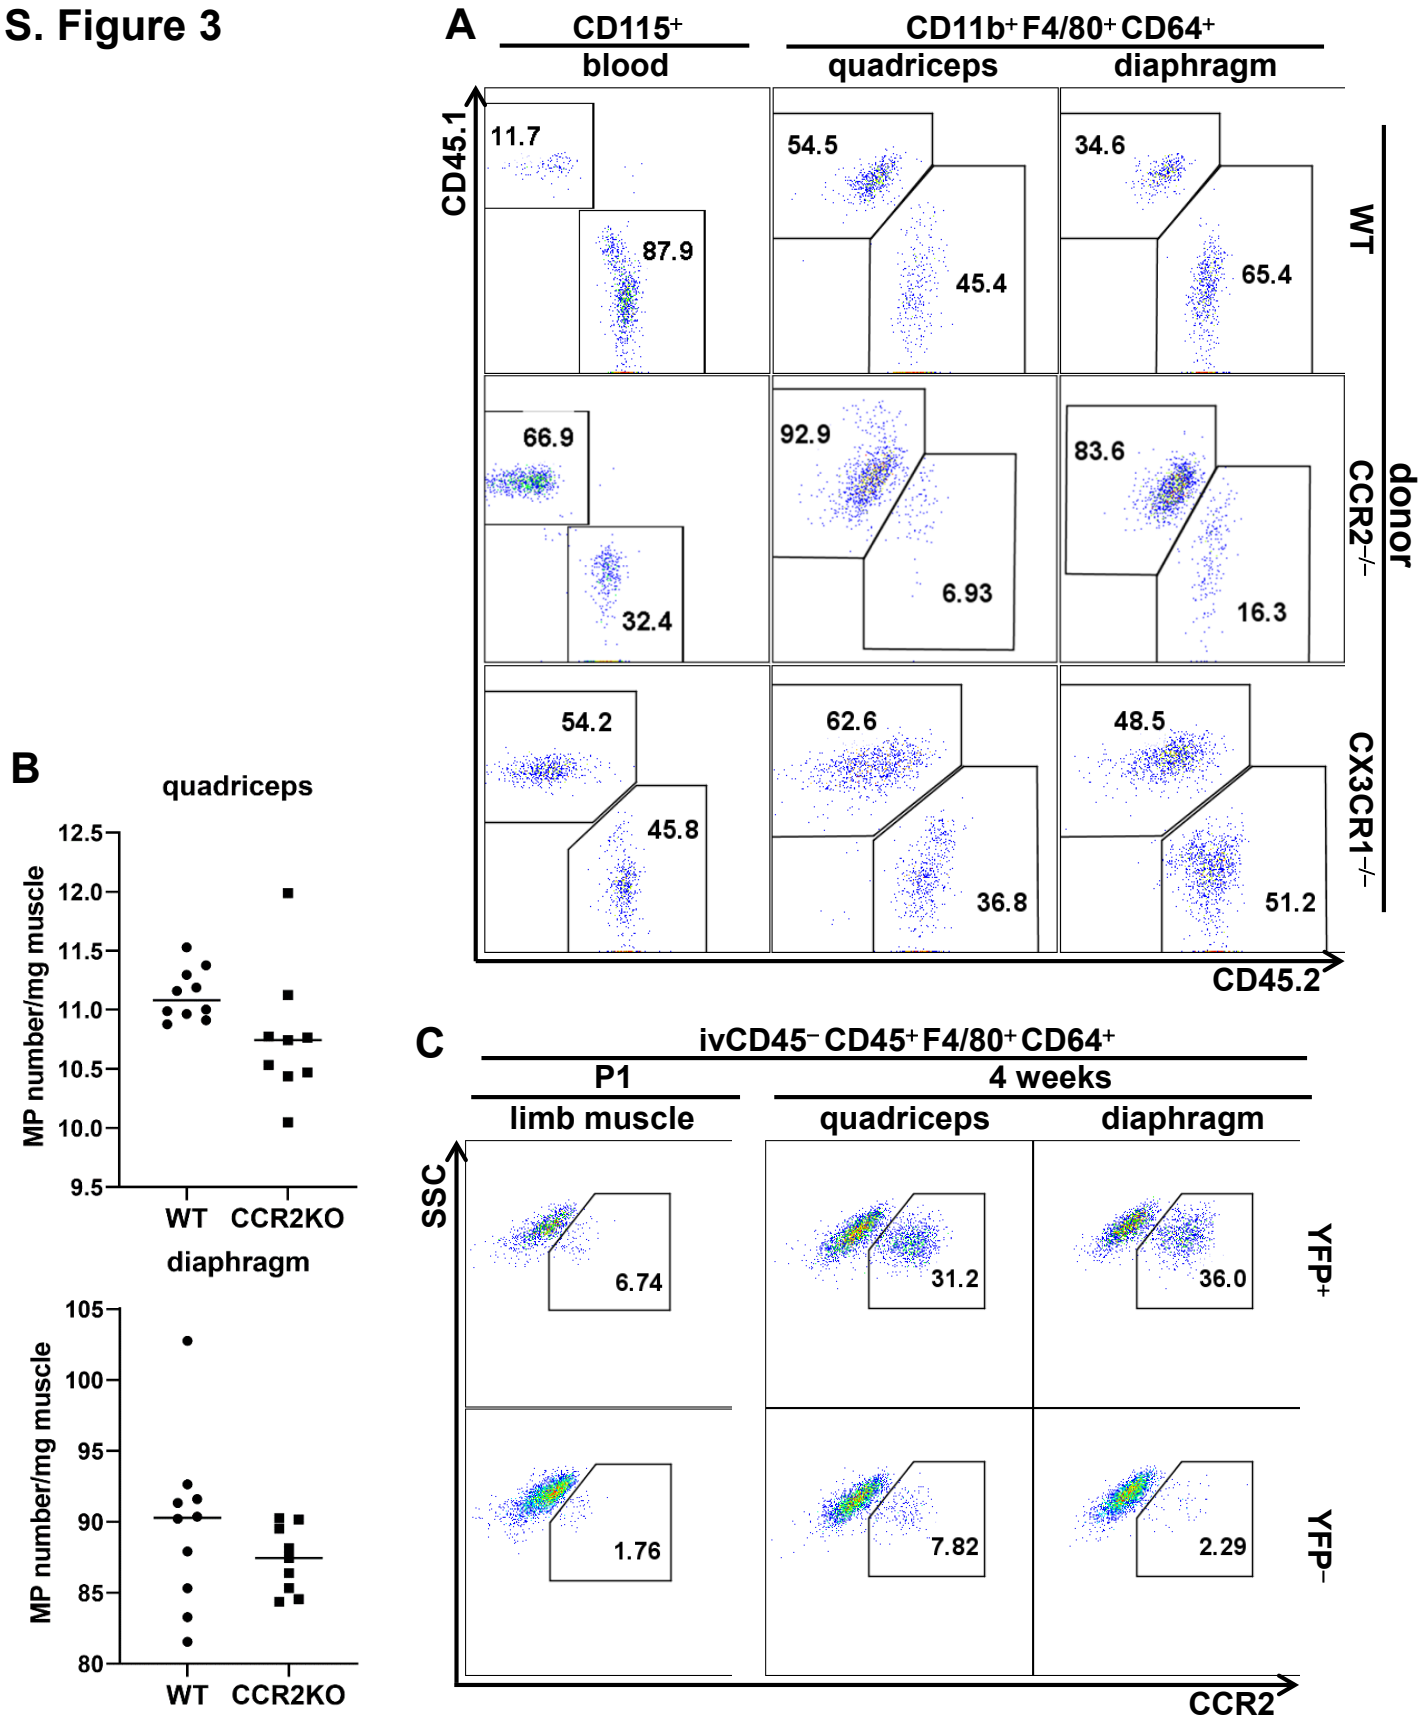 S. Figure 3
A
CD115+
CD11b+ F4/80+ CD64+
blood
quadriceps
diaphragm
CD45.1
11.7
87.9
54.5
45.4
34.6
65.4
WT
66.9
32.4
92.9
6.93
83.6
16.3
CCR2–/–
donor
54.2
45.8
62.6
36.8
48.5
51.2
CX3CR1–/–
CD45.2
B
quadriceps
MP number/mg muscle
12.5
12.0
11.5
11.0
10.5
10.0
9.5
WT
CCR2KO
diaphragm
MP number/mg muscle
105
100
95
90
85
80
WT
CCR2KO
C
ivCD45– CD45+ F4/80+ CD64+
P1
4 weeks
limb muscle
quadriceps
diaphragm
SSC
6.74
31.2
36.0
YFP+
1.76
7.82
2.29
YFP–
CCR2